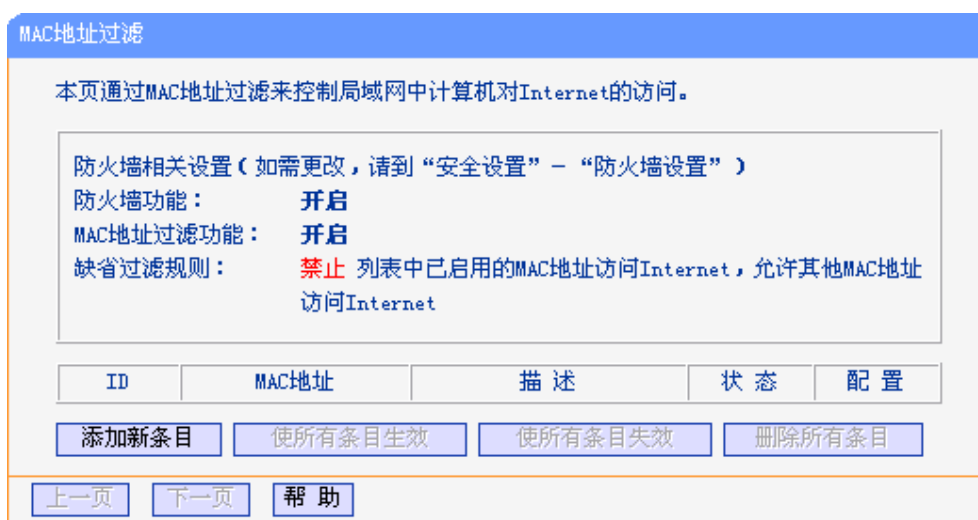 MAC地址过滤
本页通过MAC地址过滤来控制局域网中计算机对Internet的访问。
防火墙相关设置(如需更改,请到“安全设置”-“防火墙设置”)
防火墙功能: 开启
MAC地址过滤功能: 开启
缺省过滤规则: 禁止 列表中已启用的MAC地址访问Internet,允许其他MAC地址
访问Internet
ID MAC地址 描 述 状 态 配 置
添加新条目 使所有条目生效 使所有条目失效 删除所有条目
上一页 下一页 帮 助